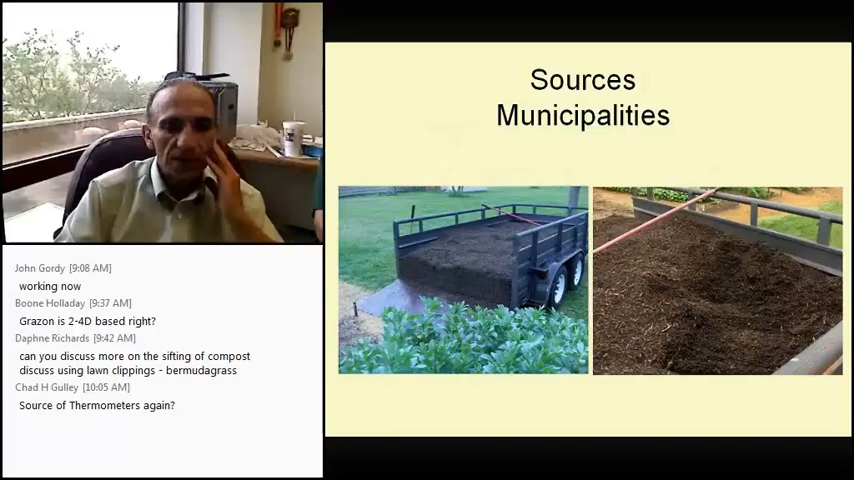 Sources
Municipalities
John Gordy [9:08 AM]
working now
Boone Holladay [9:37 AM]
Grazon is 2-4D based right?
Daphne Richards [9:42 AM]
can you discuss more on the sifting of compost
discuss using lawn clippings - bermudagrass
Chad H Gulley [10:05 AM]
Source of Thermometers again?